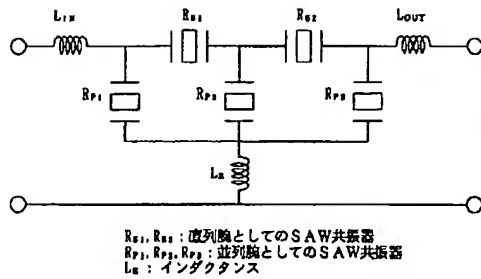 LIN RS1 RS2 LOUT
RP1 RP2 RP3
LE
RS1, RS2 : 直列腕としてのSAW共振器
RP1, RP2, RP3 : 並列腕としてのSAW共振器
LE : インダクタンス